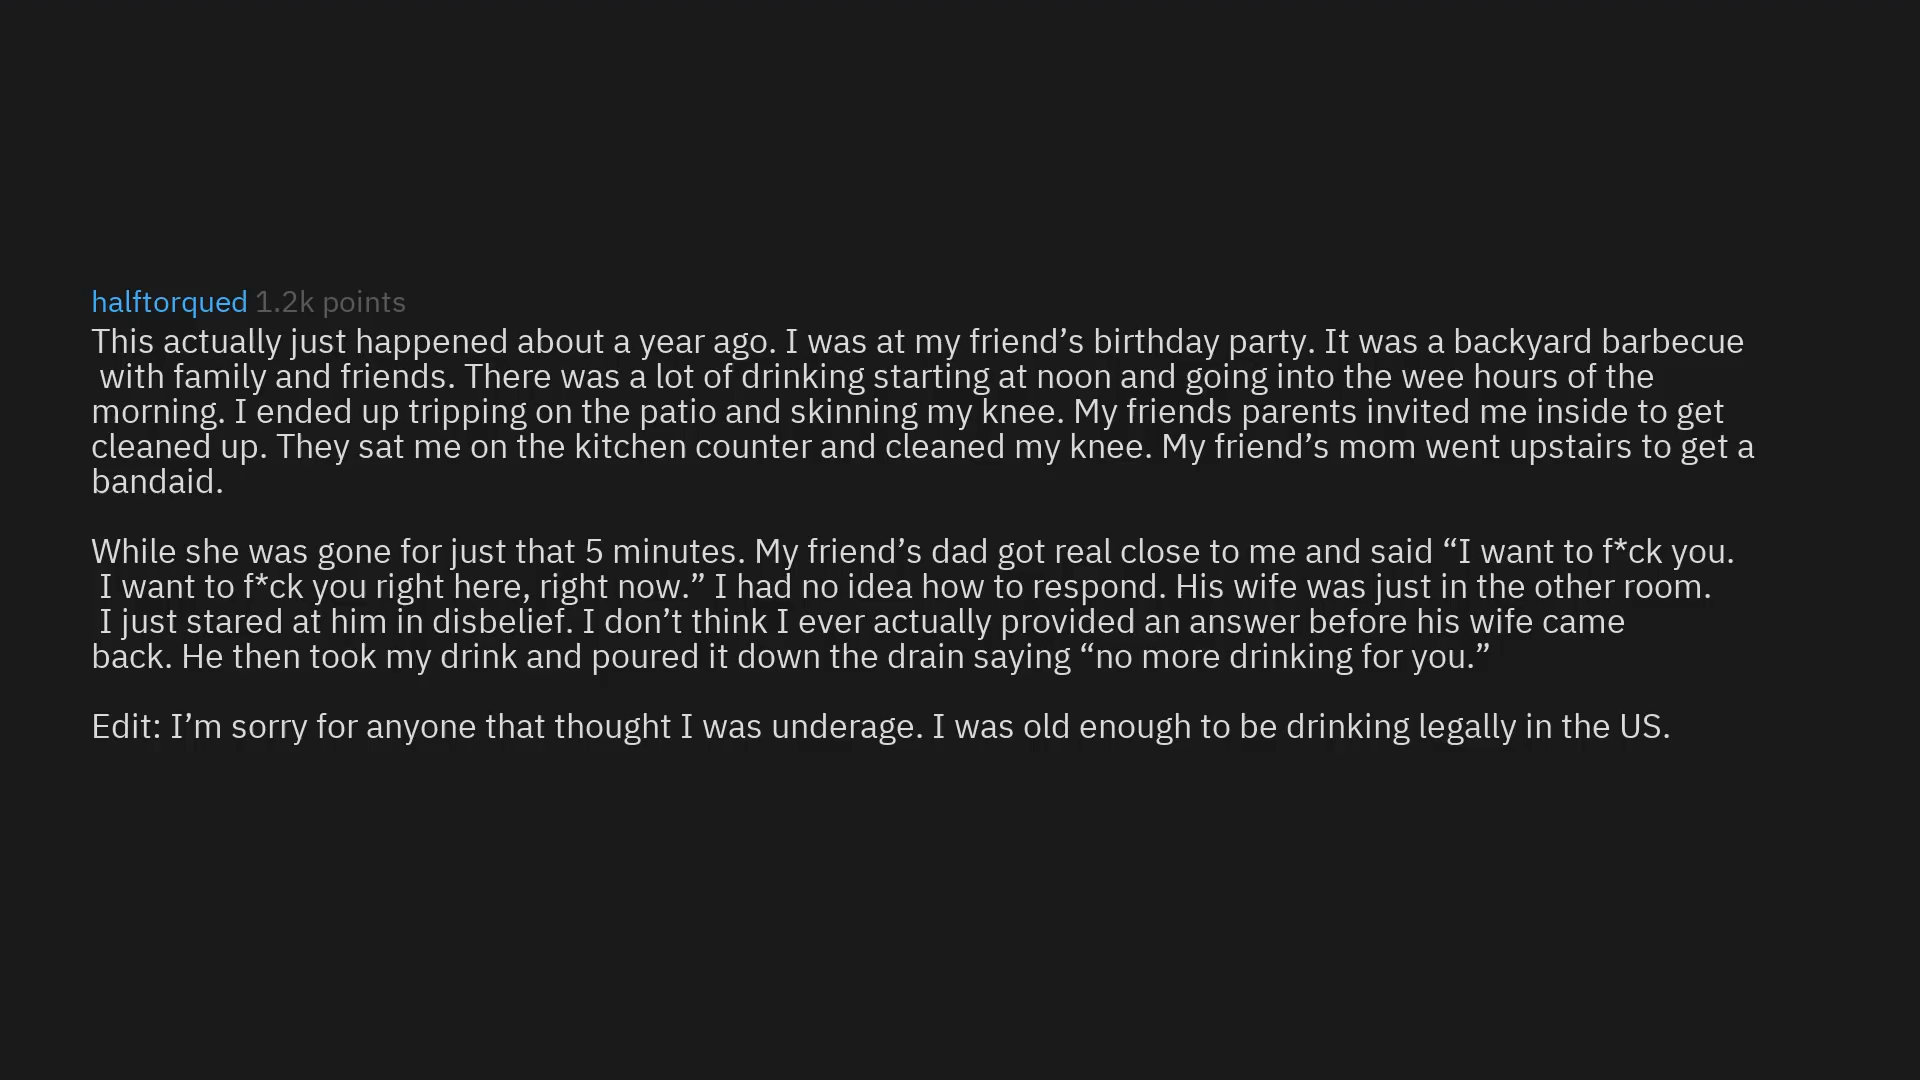 halftorqued 1.2k points
This actually just happened about a year ago. I was at my friend’s birthday party. It was a backyard barbecue
with family and friends. There was a lot of drinking starting at noon and going into the wee hours of the
morning. I ended up tripping on the patio and skinning my knee. My friends parents invited me inside to get
cleaned up. They sat me on the kitchen counter and cleaned my knee. My friend’s mom went upstairs to get a
bandaid.
While she was gone for just that 5 minutes. My friend’s dad got real close to me and said “I want to f*ck you.
I want to f*ck you right here, right now.” I had no idea how to respond. His wife was just in the other room.
I just stared at him in disbelief. I don’t think I ever actually provided an answer before his wife came
back. He then took my drink and poured it down the drain saying “no more drinking for you.”
Edit: I’m sorry for anyone that thought I was underage. I was old enough to be drinking legally in the US.